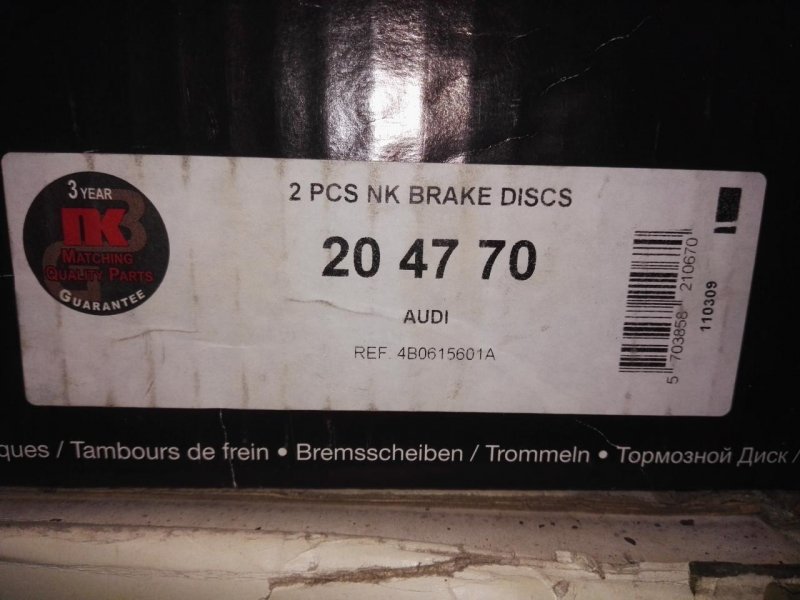 3 YEAR
NK
MATCHING
QUALITY PARTS
GUARANTEE
2 PCS NK BRAKE DISCS
20 47 70
AUDI
REF. 4B0615601A
5 703858 210670
110309
ques / Tambours de frein • Bremsscheiben / Trommeln • Тормозной Диск /